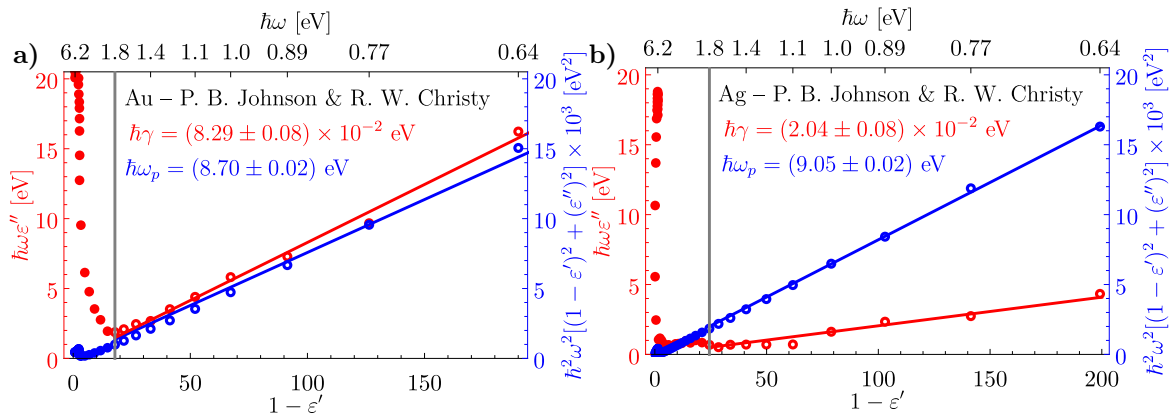 ħω [eV]
6.2 1.8 1.4 1.1 1.0 0.89 0.77 0.64
a)
Au – P. B. Johnson & R. W. Christy
ħγ = (8.29 ± 0.08) × 10⁻² eV
ħωₚ = (8.70 ± 0.02) eV
ħωε′′ [eV]
20
15
10
5
0
ħ²ω²[(1 − ε′)² + (ε′′)²] × 10³ [eV²]
20
15
10
5
0
0 50 100 150
1 − ε′
ħω [eV]
6.2 1.8 1.4 1.1 1.0 0.89 0.77 0.64
b)
Ag – P. B. Johnson & R. W. Christy
ħγ = (2.04 ± 0.08) × 10⁻² eV
ħωₚ = (9.05 ± 0.02) eV
ħωε′′ [eV]
20
15
10
5
0
ħ²ω²[(1 − ε′)² + (ε′′)²] × 10³ [eV²]
20
15
10
5
0
0 50 100 150 200
1 − ε′